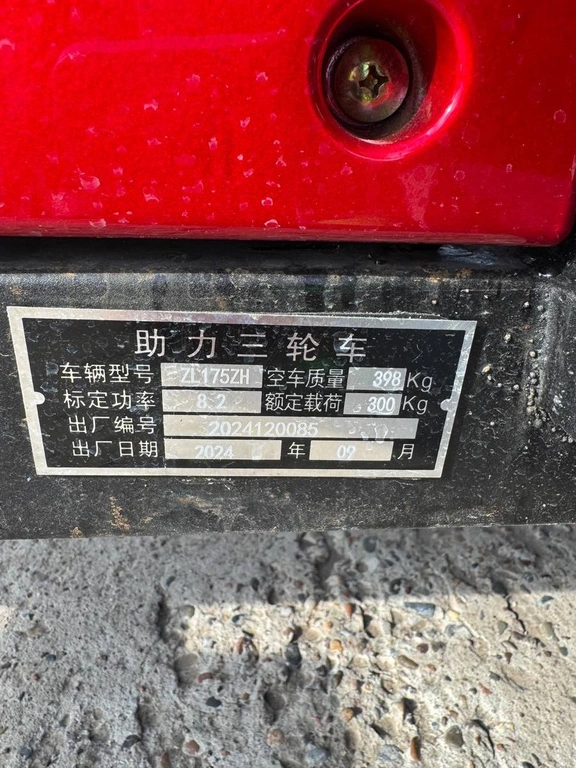 助力三轮车
车辆型号 ZL175ZH 空车质量 398 Kg
标定功率 8.2 额定载荷 300 Kg
出厂编号 2024120085
出厂日期 2024 年 09 月